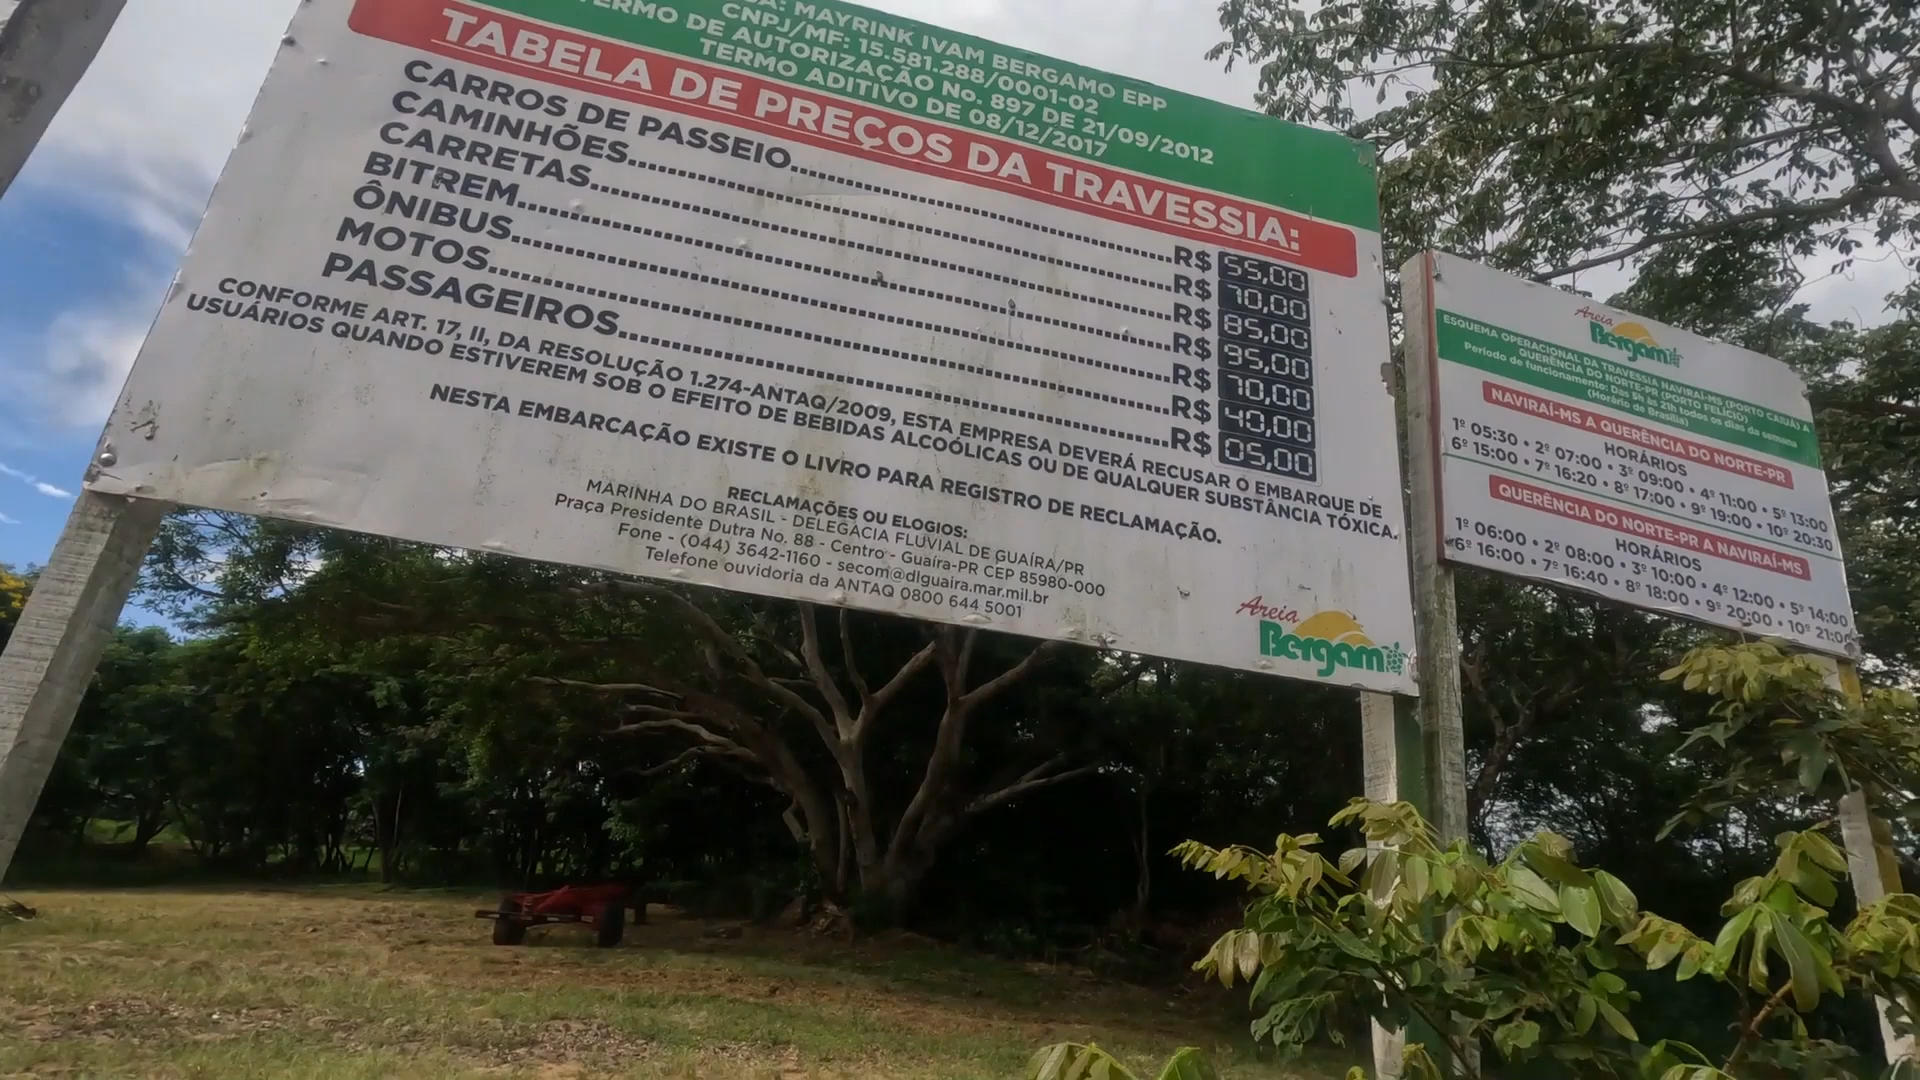 MAYRINK IVAM BERGAMO EPP
CNPJ/MF: 15.581.288/0001-02
TERMO DE AUTORIZAÇÃO No. 897 DE 21/09/2012
TERMO ADITIVO DE 08/12/2017
TABELA DE PREÇOS DA TRAVESSIA:
CARROS DE PASSEIO R$ 55,00
CAMINHÕES R$ 70,00
CARRETAS R$ 85,00
BITREM R$ 95,00
ÔNIBUS R$ 70,00
MOTOS R$ 40,00
PASSAGEIROS R$ 05,00
CONFORME ART. 17, II, DA RESOLUÇÃO 1.274-ANTAQ/2009, ESTA EMPRESA DEVERÁ RECUSAR O EMBARQUE DE
USUÁRIOS QUANDO ESTIVEREM SOB O EFEITO DE BEBIDAS ALCOÓLICAS OU DE QUALQUER SUBSTÂNCIA TÓXICA.
NESTA EMBARCAÇÃO EXISTE O LIVRO PARA REGISTRO DE RECLAMAÇÃO.
RECLAMAÇÕES OU ELOGIOS:
MARINHA DO BRASIL - DELEGACIA FLUVIAL DE GUAÍRA/PR
Praça Presidente Dutra No. 88 - Centro - Guaíra-PR CEP 85980-000
Fone - (044) 3642-1160 - secom@dlguaira.mar.mil.br
Telefone ouvidoria da ANTAQ 0800 644 5001
Areia
Bergamo
Areia
Bergamo
ESQUEMA OPERACIONAL DA TRAVESSIA NAVIRAÍ-MS (PORTO CAIUÁ) A
QUERÊNCIA DO NORTE-PR (PORTO FELÍCIO)
Período de funcionamento: Das 5h às 21h todos os dias da semana
(Horário de Brasília)
NAVIRAÍ-MS A QUERÊNCIA DO NORTE-PR
HORÁRIOS
1º 05:30 • 2º 07:00 • 3º 09:00 • 4º 11:00 • 5º 13:00
6º 15:00 • 7º 16:20 • 8º 17:00 • 9º 19:00 • 10º 20:30
QUERÊNCIA DO NORTE-PR A NAVIRAÍ-MS
HORÁRIOS
1º 06:00 • 2º 08:00 • 3º 10:00 • 4º 12:00 • 5º 14:00
6º 16:00 • 7º 16:40 • 8º 18:00 • 9º 20:00 • 10º 21:00